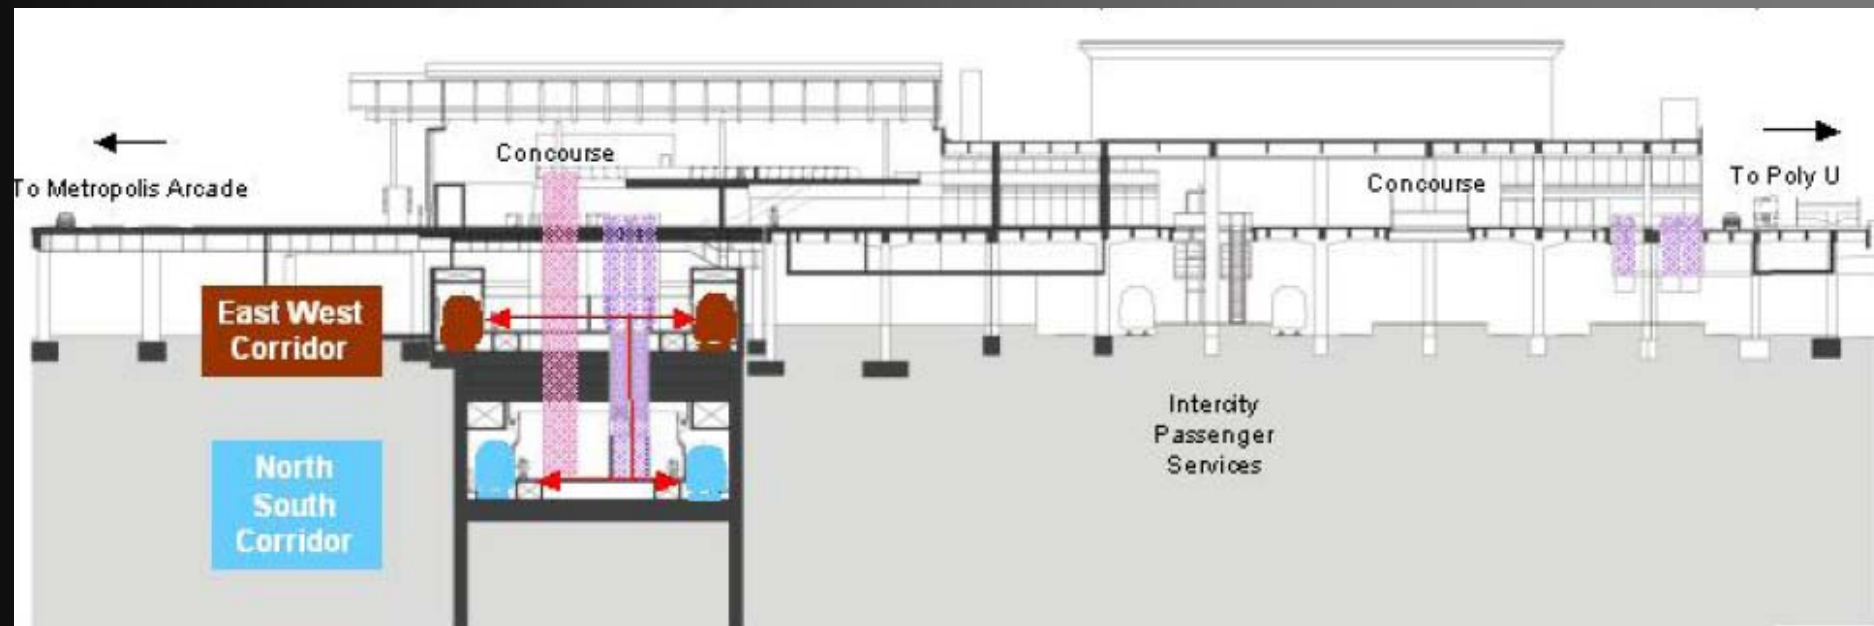 Concourse
To Metropolis Arcade
Concourse
To Poly U
East West
Corridor
North
South
Corridor
Intercity
Passenger
Services